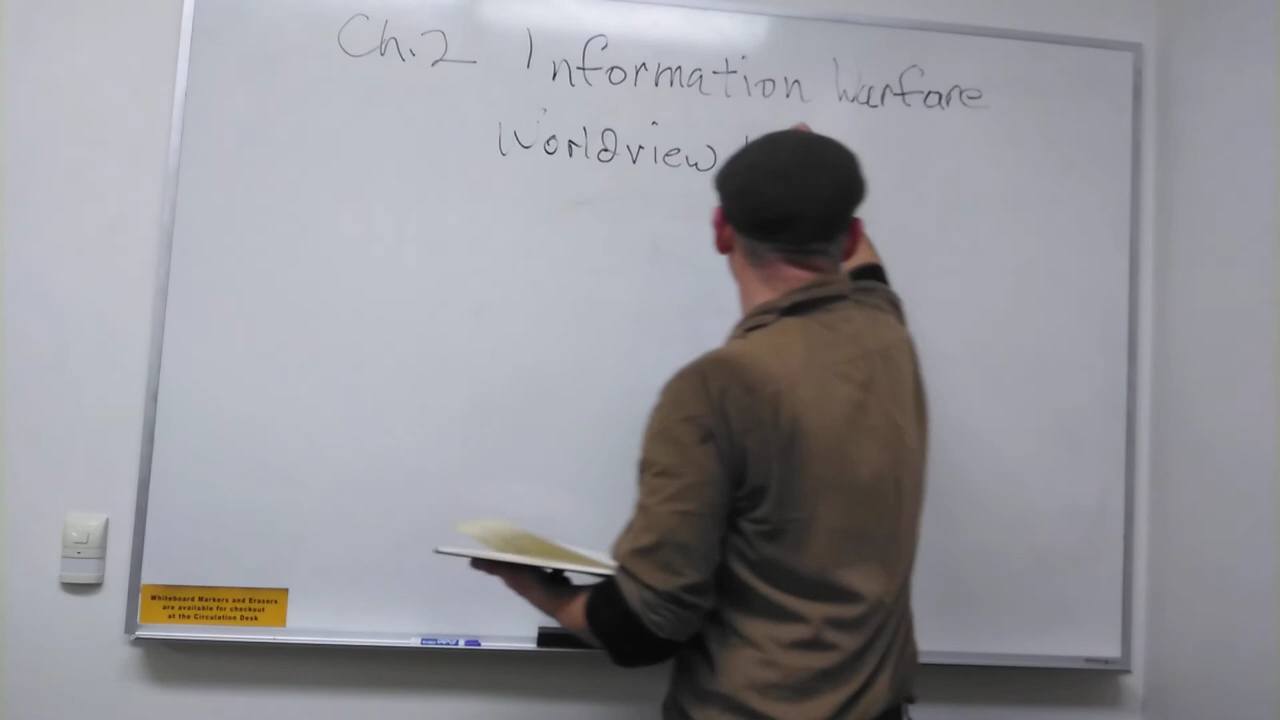 Ch.2 Information Warfare
Worldview
Whiteboard Markers and Erasers
are available for checkout
at the Circulation Desk